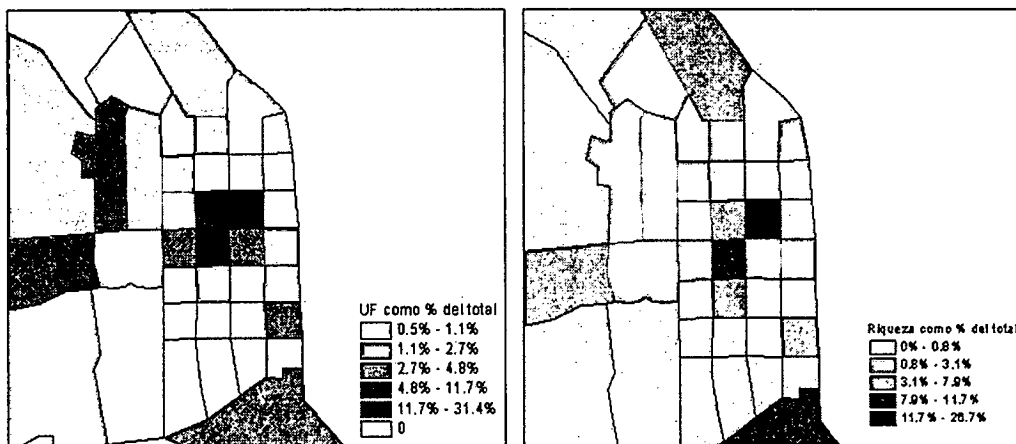 UF como % del total
0.5% - 1.1%
1.1% - 2.7%
2.7% - 4.8%
4.8% - 11.7%
11.7% - 31.4%
0
Riqueza como % del total
0% - 0.8%
0.8% - 3.1%
3.1% - 7.9%
7.9% - 11.7%
11.7% - 26.7%